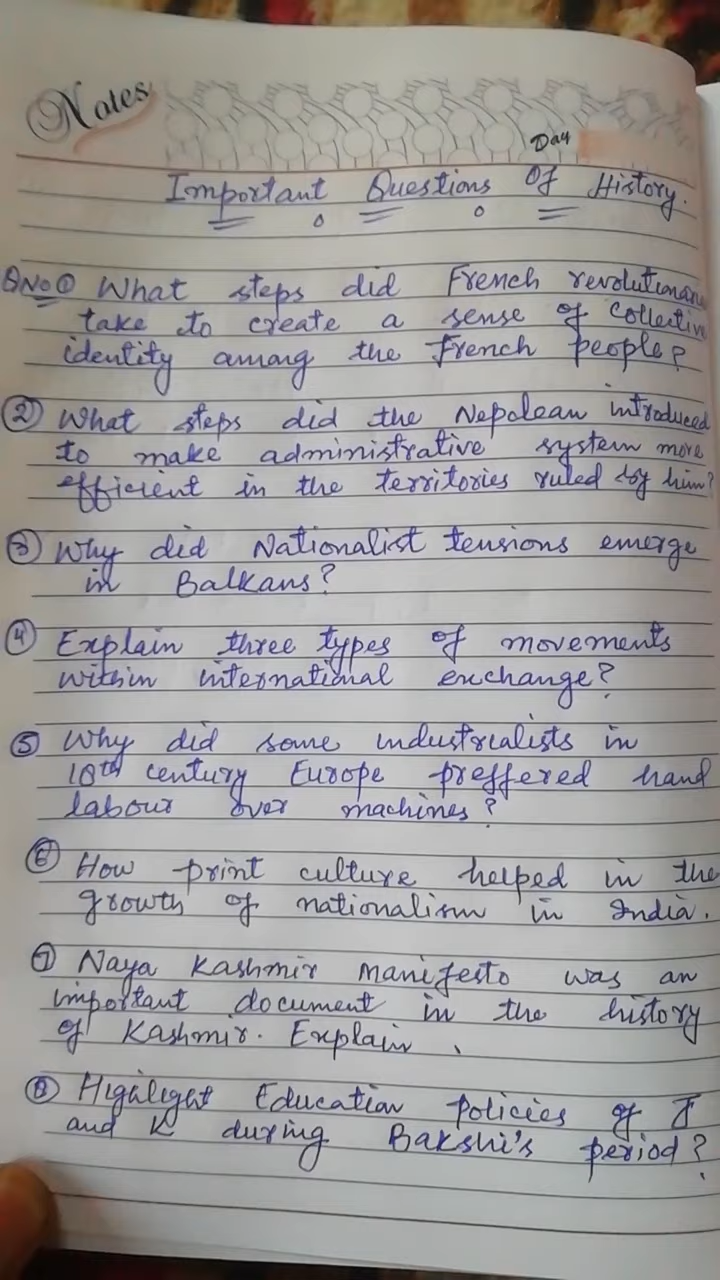 Notes
Day
Important Questions Of History.
QNo① What steps did French revolutionaries
take to create a sense of collective
identity among the French people?
② What steps did the Nepolean introduced
to make administrative system more
efficient in the territories ruled by him?
③ Why did Nationalist tensions emerge
in Balkans?
④ Explain three types of movements
within international exchange?
⑤ Why did some industrialists in
18th century Europe preffered hand
labour over machines?
⑥ How print culture helped in the
growth of nationalism in India.
⑦ Naya Kashmir Manifesto was an
important document in the history
of Kashmir. Explain.
⑧ Highlight Education policies of J
and K during Bakshi's period?